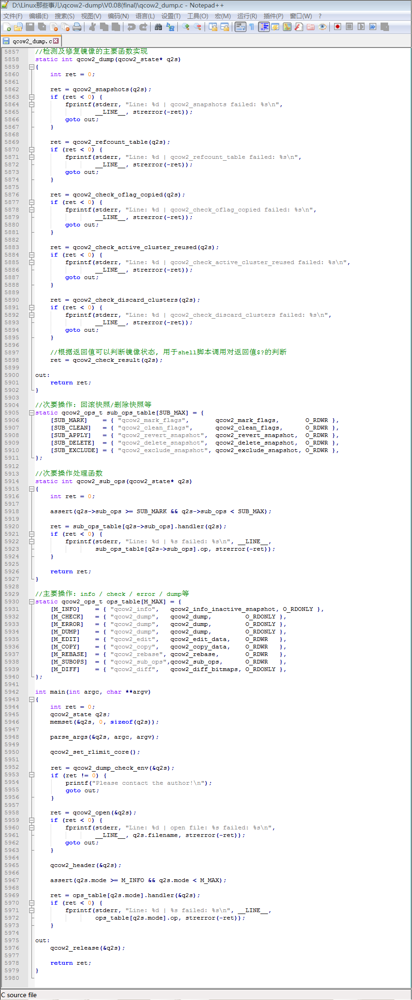 D:\Linux那些事儿\qcow2-dump\V0.08(final)\qcow2_dump.c - Notepad++
文件(F) 编辑(E) 搜索(S) 视图(V) 编码(N) 语言(L) 设置(T) 工具(O) 宏(M) 运行(R) 插件(P) 窗口(W) ?
qcow2_dump.c
5857 //检测及修复镜像的主要函数实现
5858 static int qcow2_dump(qcow2_state* q2s)
5859 {
5860     int ret = 0;
5861
5862     ret = qcow2_snapshots(q2s);
5863     if (ret < 0) {
5864         fprintf(stderr, "Line: %d | qcow2_snapshots failed: %s\n",
5865                 __LINE__, strerror(-ret));
5866         goto out;
5867     }
5868
5869     ret = qcow2_refcount_table(q2s);
5870     if (ret < 0) {
5871         fprintf(stderr, "Line: %d | qcow2_refcount_table failed: %s\n",
5872                 __LINE__, strerror(-ret));
5873         goto out;
5874     }
5875
5876     ret = qcow2_check_oflag_copied(q2s);
5877     if (ret < 0) {
5878         fprintf(stderr, "Line: %d | qcow2_check_oflag_copied failed: %s\n",
5879                 __LINE__, strerror(-ret));
5880         goto out;
5881     }
5882
5883     ret = qcow2_check_active_cluster_reused(q2s);
5884     if (ret < 0) {
5885         fprintf(stderr, "Line: %d | qcow2_check_active_cluster_reused failed: %s\n",
5886                 __LINE__, strerror(-ret));
5887         goto out;
5888     }
5889
5890     ret = qcow2_check_discard_clusters(q2s);
5891     if (ret < 0) {
5892         fprintf(stderr, "Line: %d | qcow2_check_discard_clusters failed: %s\n",
5893                 __LINE__, strerror(-ret));
5894         goto out;
5895     }
5896
5897     //根据返回值可以判断镜像状态, 用于shell脚本调用对返回值$?的判断
5898     ret = qcow2_check_result(q2s);
5899
5900 out:
5901     return ret;
5902 }
5903
5904 //次要操作: 回滚快照/删除快照等
5905 static qcow2_ops_t sub_ops_table[SUB_MAX] = {
5906     [SUB_MARK]    = { "qcow2_mark_flags",       qcow2_mark_flags,       O_RDWR },
5907     [SUB_CLEAN]   = { "qcow2_clean_flags",      qcow2_clean_flags,      O_RDWR },
5908     [SUB_APPLY]   = { "qcow2_revert_snapshot",  qcow2_revert_snapshot,  O_RDWR },
5909     [SUB_DELETE]  = { "qcow2_delete_snapshot",  qcow2_delete_snapshot,  O_RDWR },
5910     [SUB_EXCLUDE] = { "qcow2_exclude_snapshot", qcow2_exclude_snapshot, O_RDWR },
5911 };
5912
5913 //次要操作处理函数
5914 static int qcow2_sub_ops(qcow2_state* q2s)
5915 {
5916     int ret = 0;
5917
5918     assert(q2s->sub_ops >= SUB_MARK && q2s->sub_ops < SUB_MAX);
5919
5920     ret = sub_ops_table[q2s->sub_ops].handler(q2s);
5921     if (ret < 0) {
5922         fprintf(stderr, "Line: %d | %s failed: %s\n", __LINE__,
5923                 sub_ops_table[q2s->sub_ops].op, strerror(-ret));
5924     }
5925
5926     return ret;
5927 }
5928
5929 //主要操作: info / check / error / dump等
5930 static qcow2_ops_t ops_table[M_MAX] = {
5931     [M_INFO]    = { "qcow2_info",   qcow2_info_inactive_snapshot, O_RDONLY },
5932     [M_CHECK]   = { "qcow2_dump",   qcow2_dump,         O_RDONLY },
5933     [M_ERROR]   = { "qcow2_dump",   qcow2_dump,         O_RDONLY },
5934     [M_DUMP]    = { "qcow2_dump",   qcow2_dump,         O_RDONLY },
5935     [M_EDIT]    = { "qcow2_edit",   qcow2_edit_data,    O_RDWR   },
5936     [M_COPY]    = { "qcow2_copy",   qcow2_copy_data,    O_RDWR   },
5937     [M_REBASE]  = { "qcow2_rebase", qcow2_rebase,       O_RDWR   },
5938     [M_SUBOPS]  = { "qcow2_sub_ops",qcow2_sub_ops,      O_RDWR   },
5939     [M_DIFF]    = { "qcow2_diff",   qcow2_diff_bitmaps, O_RDONLY },
5940 };
5941
5942 int main(int argc, char **argv)
5943 {
5944     int ret = 0;
5945     qcow2_state q2s;
5946     memset(&q2s, 0, sizeof(q2s));
5947
5948     parse_args(&q2s, argc, argv);
5949
5950     qcow2_set_rlimit_core();
5951
5952     ret = qcow2_dump_check_env(&q2s);
5953     if (ret != 0) {
5954         printf("Please contact the author!\n");
5955         goto out;
5956     }
5957
5958     ret = qcow2_open(&q2s);
5959     if (ret < 0) {
5960         fprintf(stderr, "Line: %d | open file: %s failed: %s\n",
5961                 __LINE__, q2s.filename, strerror(-ret));
5962         goto out;
5963     }
5964
5965     qcow2_header(&q2s);
5966
5967     assert(q2s.mode >= M_INFO && q2s.mode < M_MAX);
5968
5969     ret = ops_table[q2s.mode].handler(&q2s);
5970     if (ret < 0) {
5971         fprintf(stderr, "Line: %d | %s failed: %s\n", __LINE__,
5972                 ops_table[q2s.mode].op, strerror(-ret));
5973     }
5974
5975 out:
5976     qcow2_release(&q2s);
5977
5978     return ret;
5979 }
5980
C source file